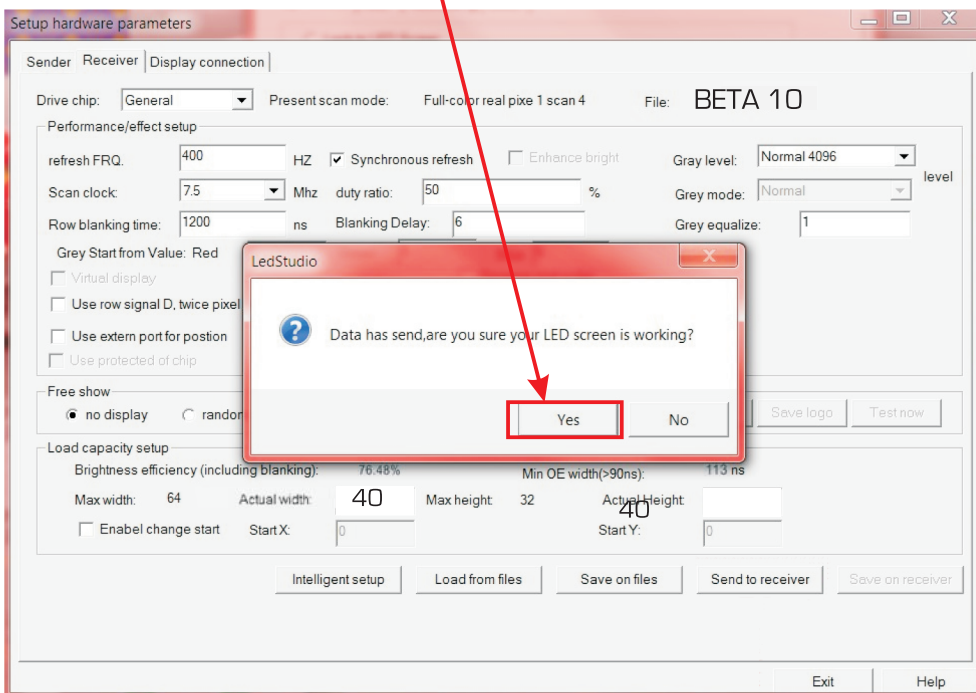 Setup hardware parameters
Sender Receiver Display connection
Drive chip: General Present scan mode: Full-color real pixe 1 scan 4 File: BETA 10
Performance/effect setup
refresh FRQ. 400 HZ Synchronous refresh Enhance bright Gray level: Normal 4096 level
Scan clock: 7.5 Mhz duty ratio: 50 % Grey mode: Normal
Row blanking time: 1200 ns Blanking Delay: 6 Grey equalize: 1
Grey Start from Value: Red
Virtual display
Use row signal D, twice pixel
Use extern port for postion
Use protected of chip
LedStudio
Data has send,are you sure your LED screen is working?
Yes No
Free show
no display Save logo Test now
Load capacity setup
Brightness efficiency (including blanking): 76.48% Min OE width(>90ns): 113 ns
Max width: 64 Actual width: 40 Max height: 32 Actual Height: 40
Enabel change start Start X: 0 Start Y: 0
Intelligent setup Load from files Save on files Send to receiver Save on receiver
Exit Help